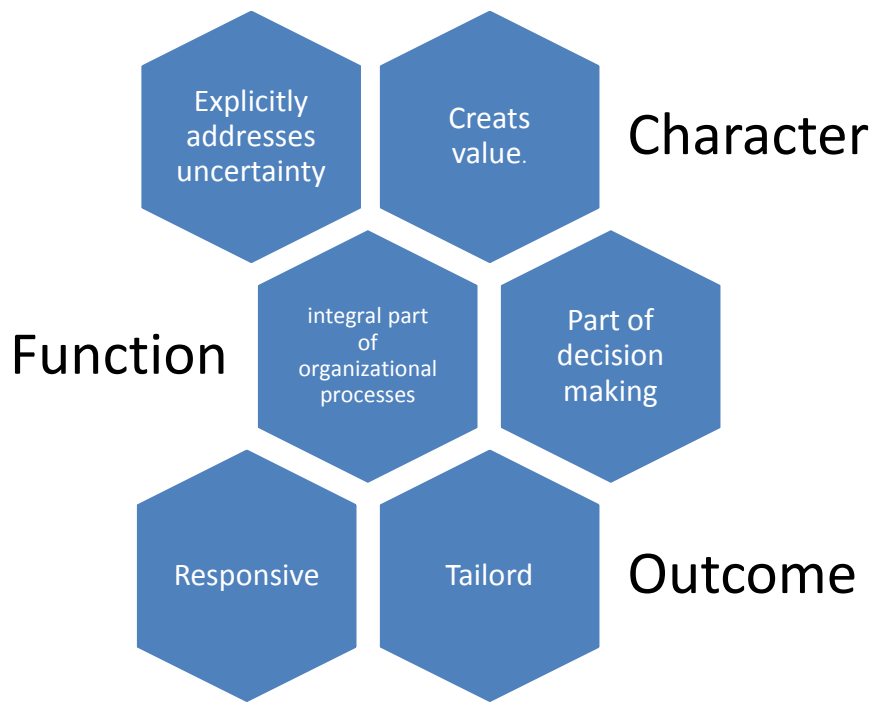 Explicitly
addresses
uncertainty
Creats
value.
Character
Function
integral part
of
organizational
processes
Part of
decision
making
Responsive
Tailord
Outcome